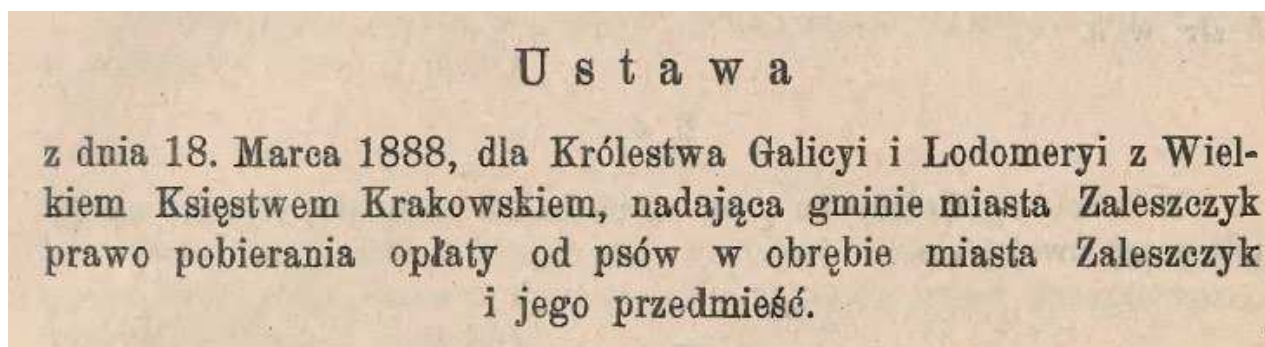 Ustawa
z dnia 18. Marca 1888, dla Królestwa Galicyi i Lodomeryi z Wiel-
kiem Księstwem Krakowskiem, nadająca gminie miasta Zaleszczyk
prawo pobierania opłaty od psów w obrębie miasta Zaleszczyk
i jego przedmieść.